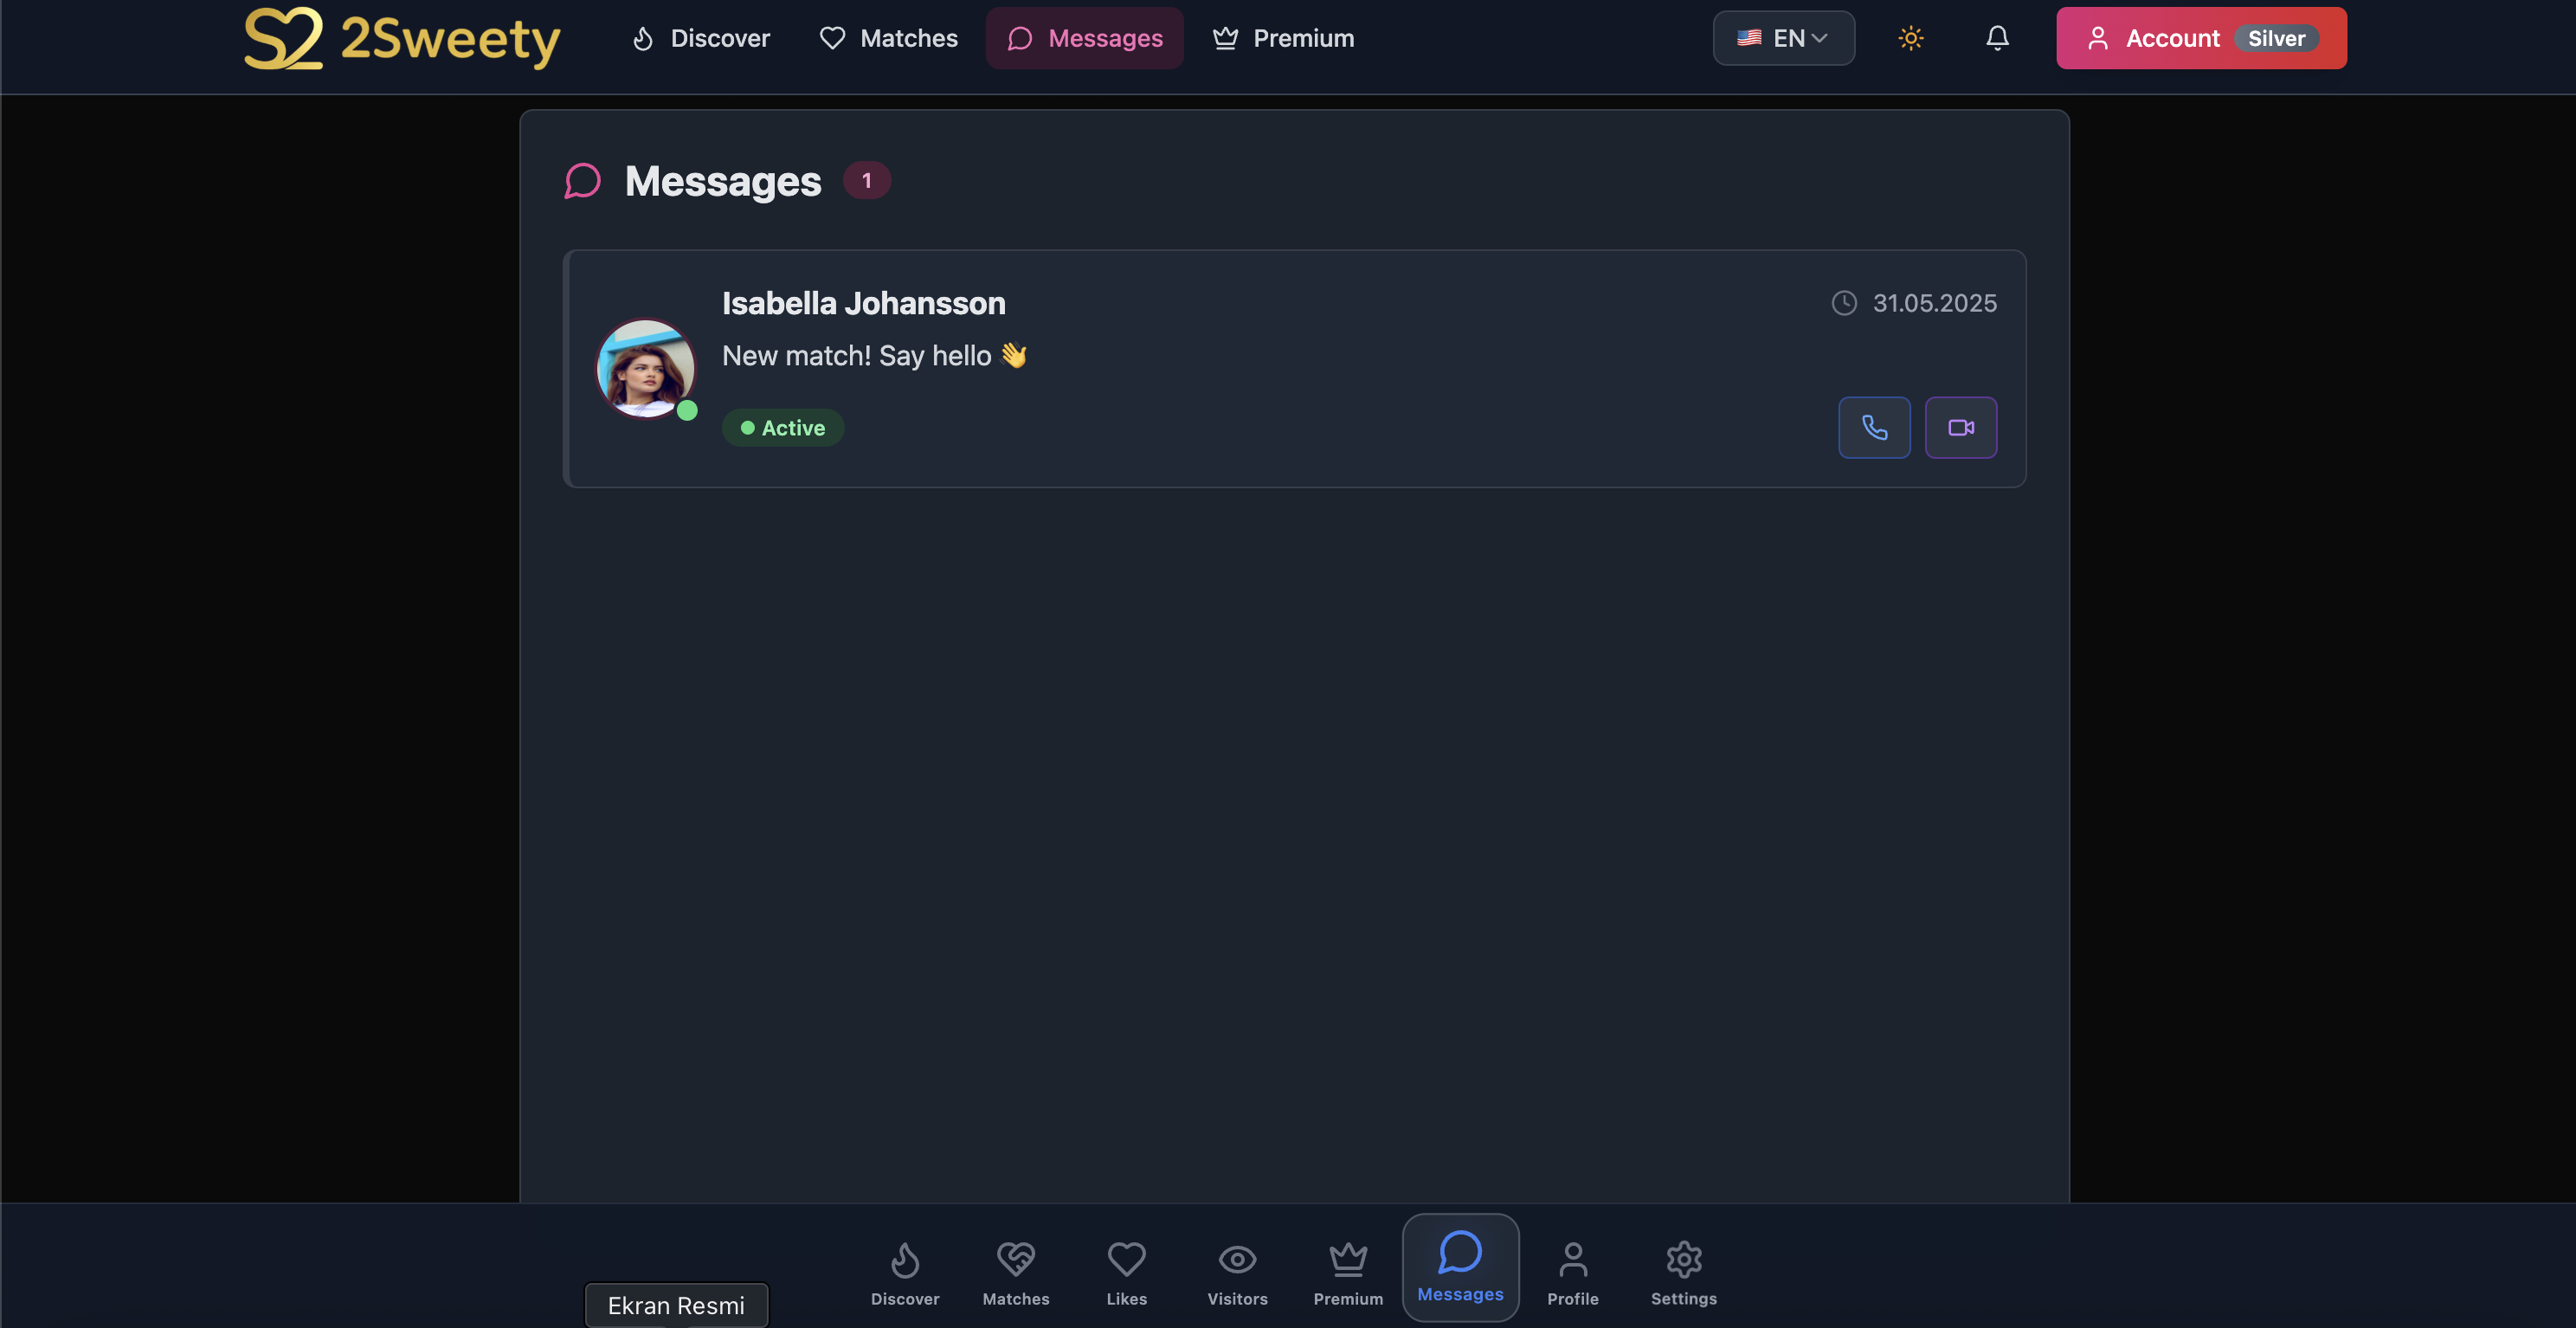 2Sweety Discover Matches Messages Premium 🇺🇸 EN Account Silver
Messages 1
Isabella Johansson 31.05.2025
New match! Say hello 👋
Active
Discover Matches Likes Visitors Premium Messages Profile Settings
Ekran Resmi